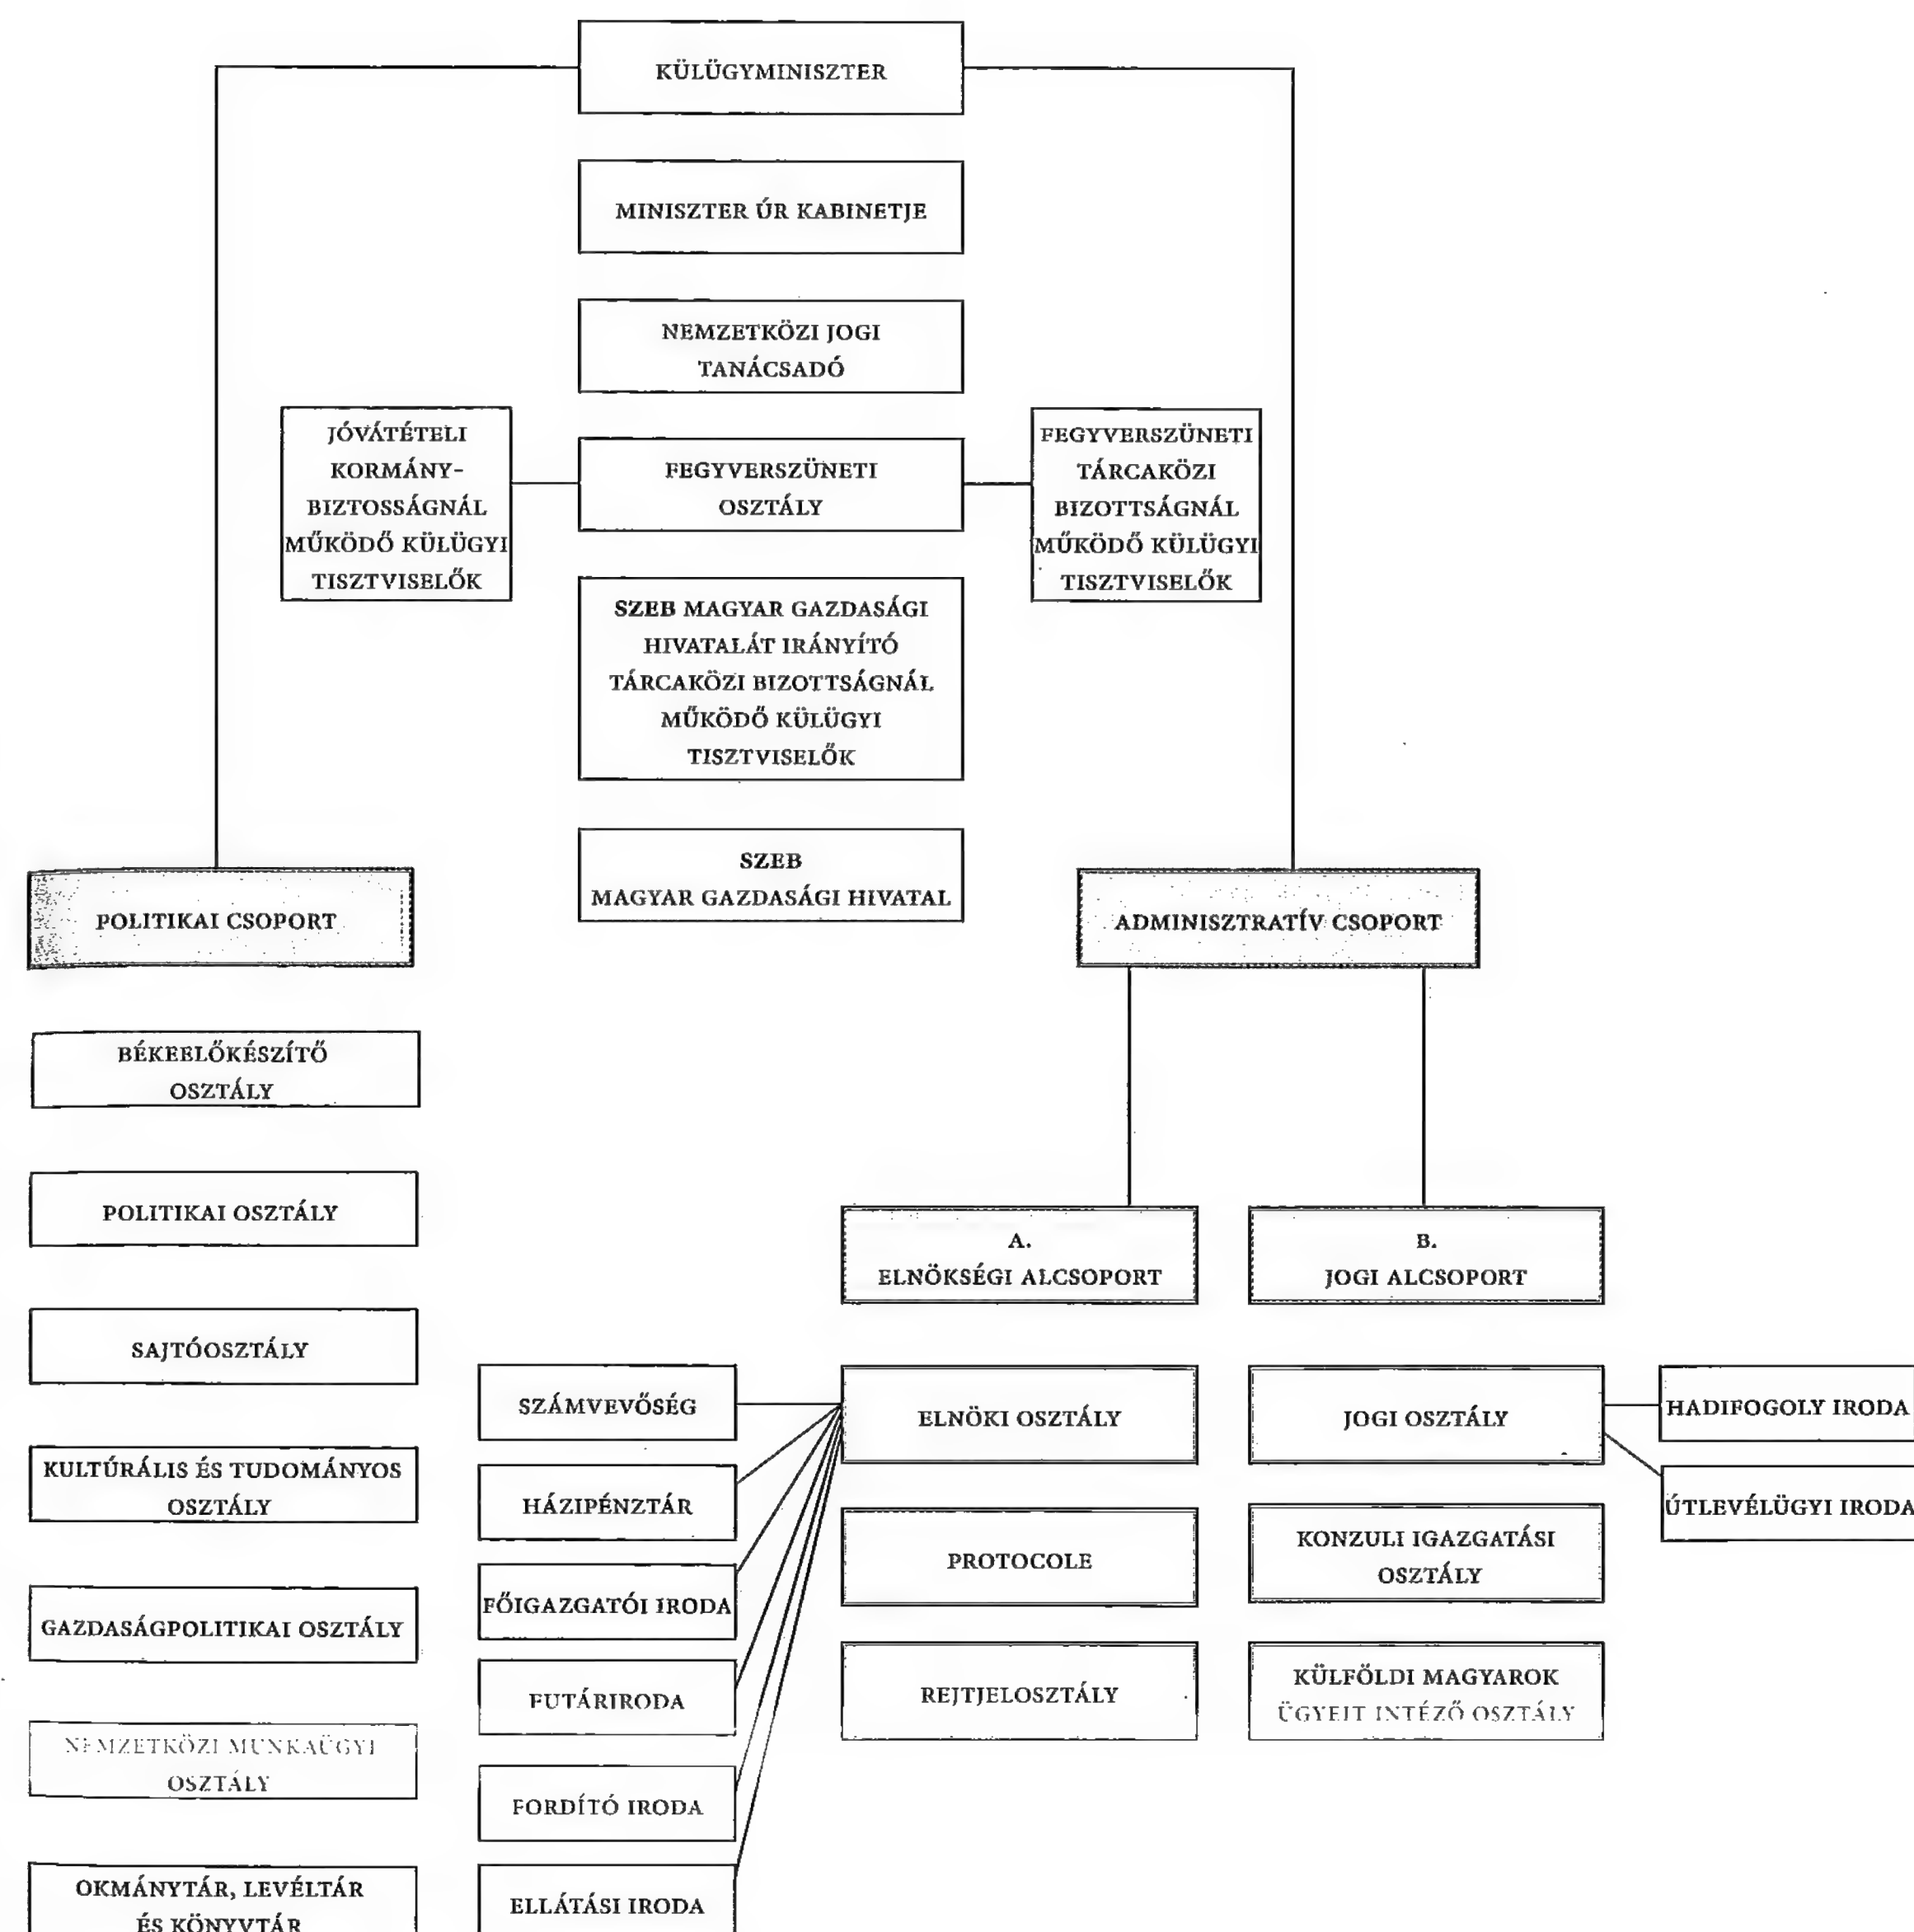 KÜLÜGYMINISZTER
MINISZTER ÚR KABINETJE
NEMZETKÖZI JOGI
TANÁCSADÓ
JÓVÁTÉTELI
KORMÁNY-
BIZTOSSÁGNÁL
MŰKÖDŐ KÜLÜGYI
TISZTVISELŐK
FEGYVERSZÜNETI
OSZTÁLY
FEGYVERSZÜNETI
TÁRCAKÖZI
BIZOTTSÁGNÁL
MŰKÖDŐ KÜLÜGYI
TISZTVISELŐK
SZEB MAGYAR GAZDASÁGI
HIVATALÁT IRÁNYÍTÓ
TÁRCAKÖZI BIZOTTSÁGNÁL
MŰKÖDŐ KÜLÜGYI
TISZTVISELŐK
SZEB
MAGYAR GAZDASÁGI HIVATAL
POLITIKAI CSOPORT
ADMINISZTRATÍV CSOPORT
BÉKEELŐKÉSZÍTŐ
OSZTÁLY
POLITIKAI OSZTÁLY
SAJTÓOSZTÁLY
KULTÚRÁLIS ÉS TUDOMÁNYOS
OSZTÁLY
GAZDASÁGPOLITIKAI OSZTÁLY
NEMZETKÖZI MUNKAÜGYI
OSZTÁLY
OKMÁNYTÁR, LEVÉLTÁR
ÉS KÖNYVTÁR
A.
ELNÖKSÉGI ALCSOPORT
B.
JOGI ALCSOPORT
SZÁMVEVŐSÉG
HÁZIPÉNZTÁR
FŐIGAZGATÓI IRODA
FUTÁRIRODA
FORDÍTÓ IRODA
ELLÁTÁSI IRODA
ELNÖKI OSZTÁLY
PROTOCOLE
REJTJELOSZTÁLY
JOGI OSZTÁLY
KONZULI IGAZGATÁSI
OSZTÁLY
KÜLFÖLDI MAGYAROK
ÜGYEIT INTÉZŐ OSZTÁLY
HADIFOGOLY IRODA
ÚTLEVÉLÜGYI IRODA